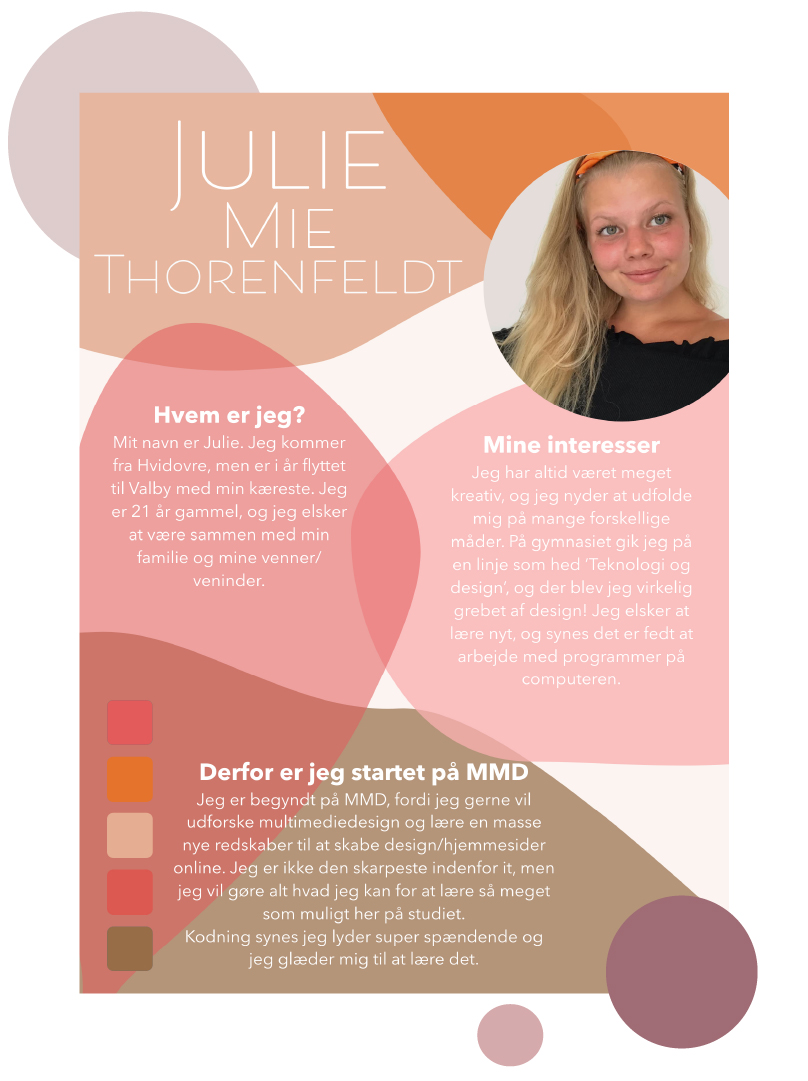 JULIE
MIE
THORENFELDT
Hvem er jeg?
Mit navn er Julie. Jeg kommer
fra Hvidovre, men er i år flyttet
til Valby med min kæreste. Jeg
er 21 år gammel, og jeg elsker
at være sammen med min
familie og mine venner/
veninder.
Mine interesser
Jeg har altid været meget
kreativ, og jeg nyder at udfolde
mig på mange forskellige
måder. På gymnasiet gik jeg på
en linje som hed ’Teknologi og
design’, og der blev jeg virkelig
grebet af design! Jeg elsker at
lære nyt, og synes det er fedt at
arbejde med programmer på
computeren.
Derfor er jeg startet på MMD
Jeg er begyndt på MMD, fordi jeg gerne vil
udforske multimediedesign og lære en masse
nye redskaber til at skabe design/hjemmesider
online. Jeg er ikke den skarpeste indenfor it, men
jeg vil gøre alt hvad jeg kan for at lære så meget
som muligt her på studiet.
Kodning synes jeg lyder super spændende og
jeg glæder mig til at lære det.